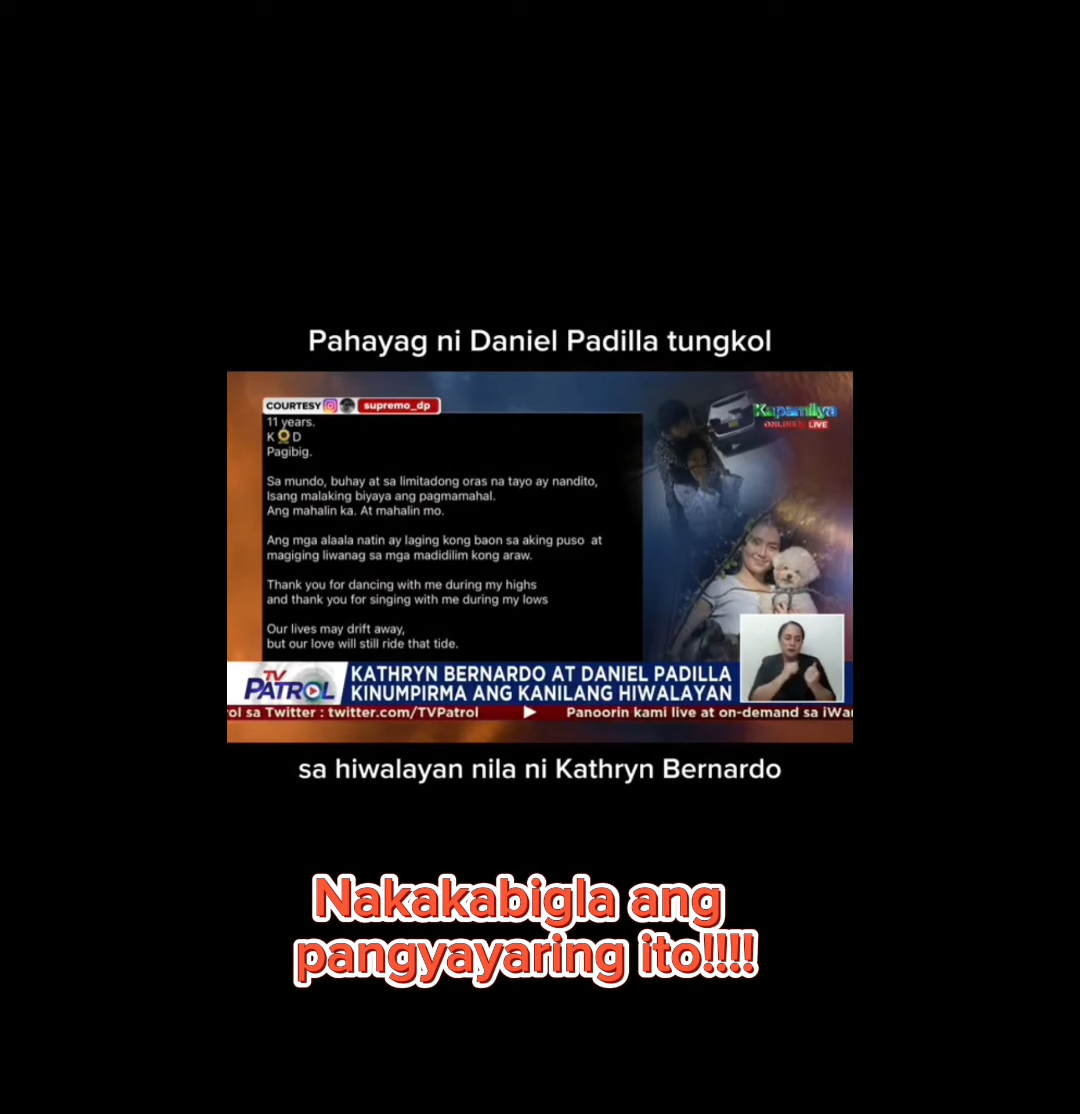 Pahayag ni Daniel Padilla tungkol
COURTESY supremo_dp
Kapamilya
ONLINE LIVE
11 years.
K D
Pagibig.
Sa mundo, buhay at sa limitadong oras na tayo ay nandito,
Isang malaking biyaya ang pagmamahal.
Ang mahalin ka. At mahalin mo.
Ang mga alaala natin ay laging kong baon sa aking puso at
magiging liwanag sa mga madidilim kong araw.
Thank you for dancing with me during my highs
and thank you for singing with me during my lows
Our lives may drift away,
but our love will still ride that tide.
TV
PATROL
KATHRYN BERNARDO AT DANIEL PADILLA
KINUMPIRMA ANG KANILANG HIWALAYAN
rol sa Twitter : twitter.com/TVPatrol Panoorin kami live at on-demand sa iWa
sa hiwalayan nila ni Kathryn Bernardo
Nakakabigla ang
pangyayaring ito!!!!